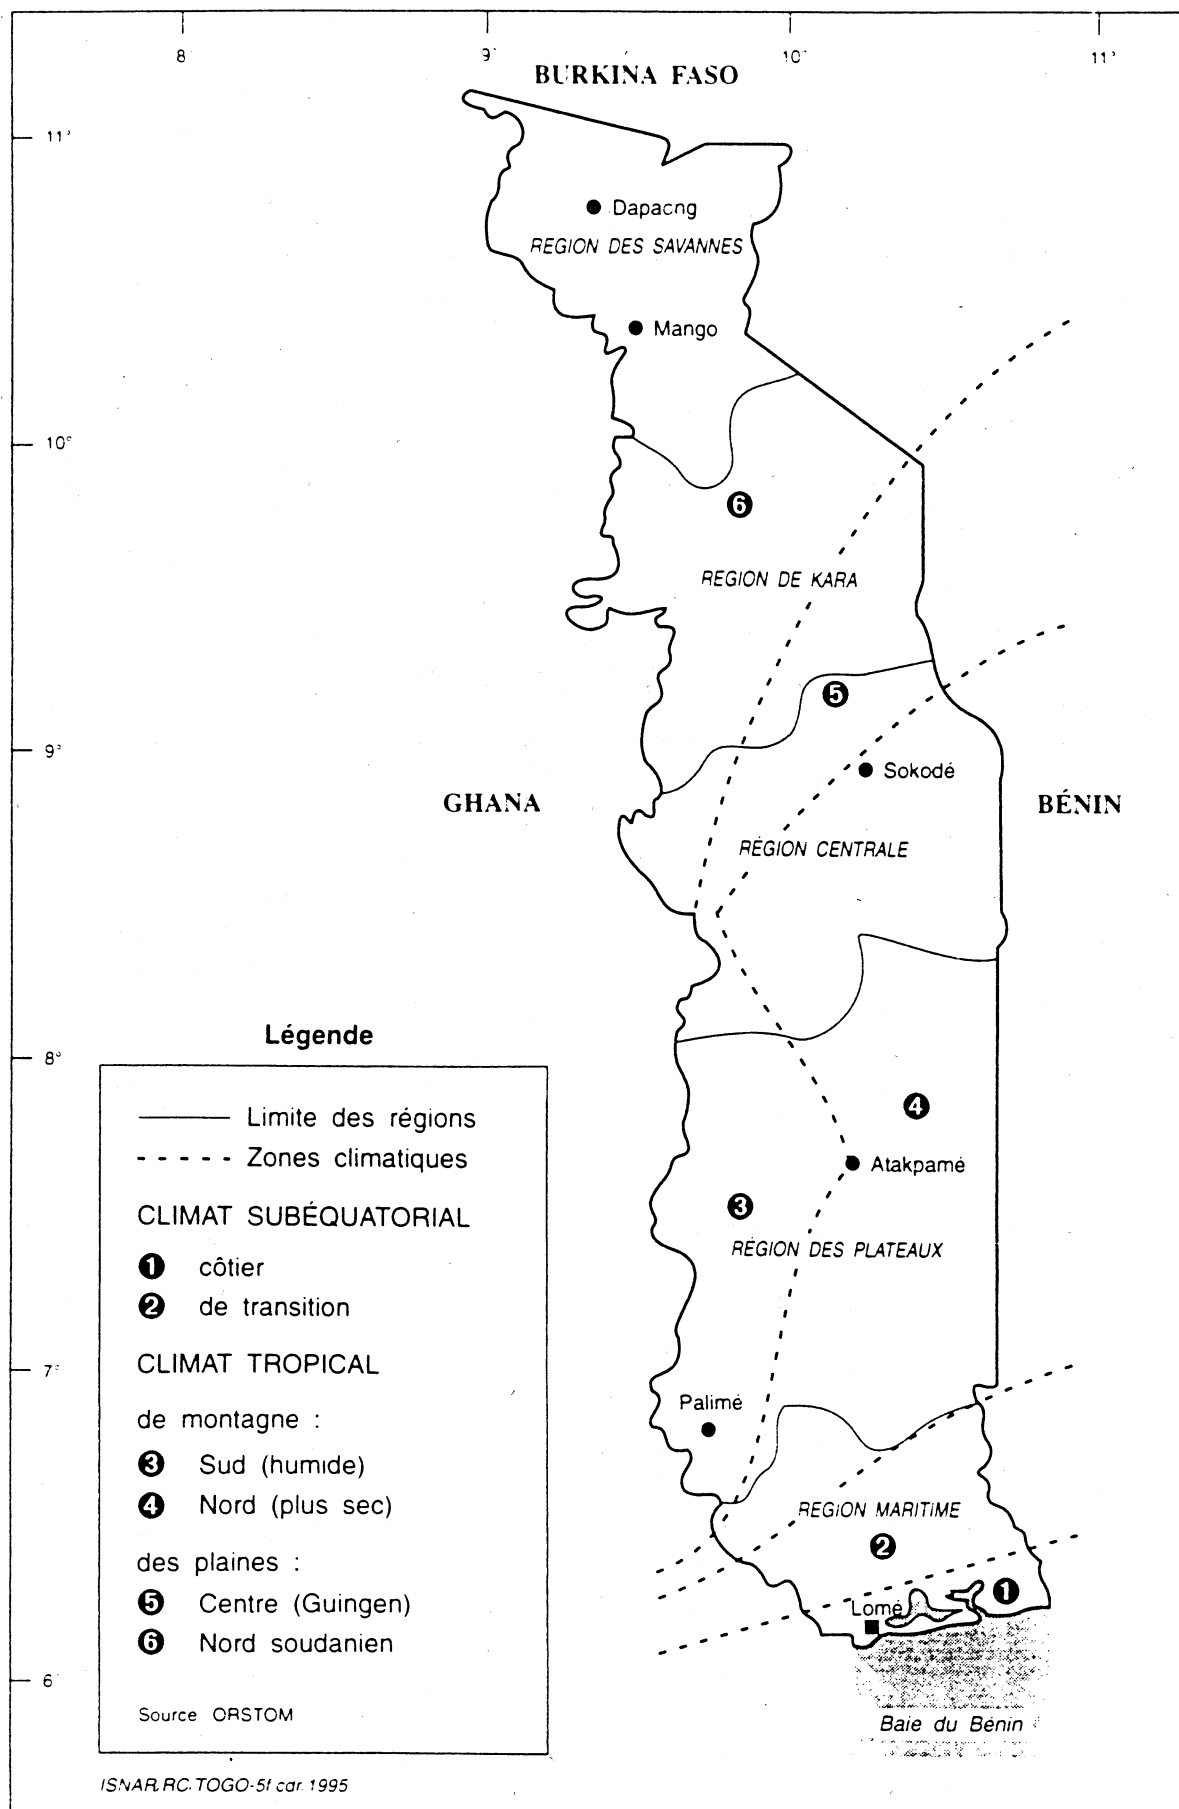 8°
9°
10°
11°
BURKINA FASO
11°
Dapacng
REGION DES SAVANNES
Mango
10°
6
REGION DE KARA
5
9°
Sokodé
GHANA
BÉNIN
RÉGION CENTRALE
8°
4
Atakpamé
3
RÉGION DES PLATEAUX
7°
Palimé
REGION MARITIME
2
1
Lomé
6°
Baie du Bénin
Légende
Limite des régions
Zones climatiques
CLIMAT SUBÉQUATORIAL
1 côtier
2 de transition
CLIMAT TROPICAL
de montagne :
3 Sud (humide)
4 Nord (plus sec)
des plaines :
5 Centre (Guingen)
6 Nord soudanien
Source ORSTOM
ISNAR.RC.TOGO-5f car. 1995